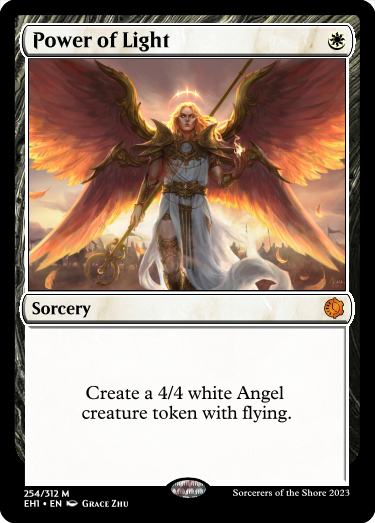 Power of Light
Sorcery
Create a 4/4 white Angel
creature token with flying.
254/312 M
EH1 • EN Grace Zhu
Sorcerers of the Shore 2023